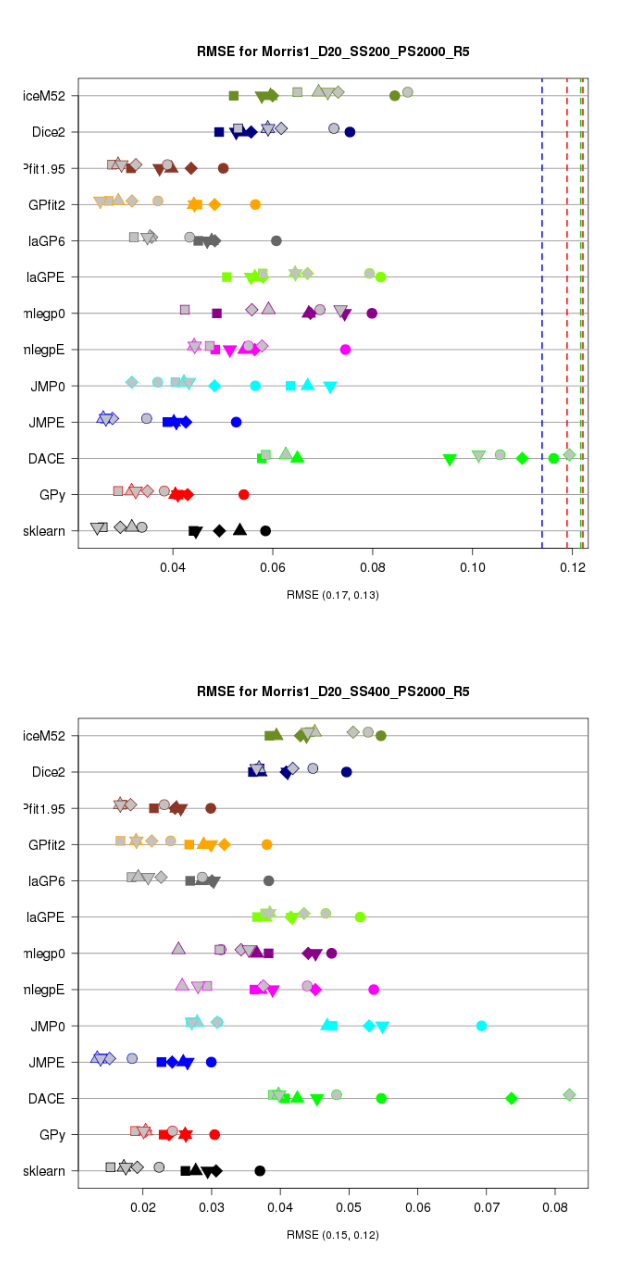 RMSE for Morris1_D20_SS200_PS2000_R5
iceM52
Dice2
Pfit1.95
GPfit2
laGP6
laGPE
mlegp0
mlegpE
JMP0
JMPE
DACE
GPy
sklearn
0.04 0.06 0.08 0.10 0.12
RMSE (0.17, 0.13)
RMSE for Morris1_D20_SS400_PS2000_R5
iceM52
Dice2
Pfit1.95
GPfit2
laGP6
laGPE
mlegp0
mlegpE
JMP0
JMPE
DACE
GPy
sklearn
0.02 0.03 0.04 0.05 0.06 0.07 0.08
RMSE (0.15, 0.12)